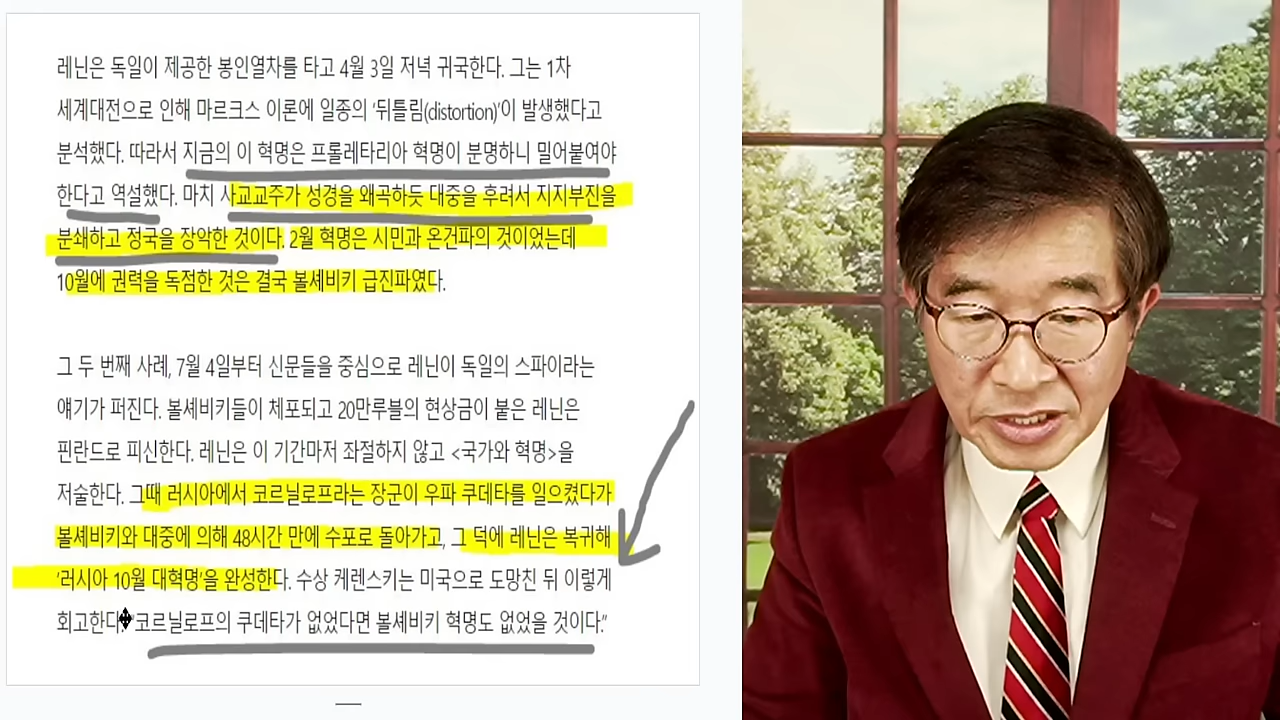 레닌은 독일이 제공한 봉인열차를 타고 4월 3일 저녁 귀국한다. 그는 1차
세계대전으로 인해 마르크스 이론에 일종의 '뒤틀림(distortion)'이 발생했다고
분석했다. 따라서 지금의 이 혁명은 프롤레타리아 혁명이 분명하니 밀어붙여야
한다고 역설했다. 마치 사교교주가 성경을 왜곡하듯 대중을 후려서 지지부진을
분쇄하고 정국을 장악한 것이다. 2월 혁명은 시민과 온건파의 것이었는데
10월에 권력을 독점한 것은 결국 볼셰비키 급진파였다.
그 두 번째 사례, 7월 4일부터 신문들을 중심으로 레닌이 독일의 스파이라는
얘기가 퍼진다. 볼셰비키들이 체포되고 20만루블의 현상금이 붙은 레닌은
핀란드로 피신한다. 레닌은 이 기간마저 좌절하지 않고 <국가와 혁명>을
저술한다. 그때 러시아에서 코르닐로프라는 장군이 우파 쿠데타를 일으켰다가
볼셰비키와 대중에 의해 48시간 만에 수포로 돌아가고, 그 덕에 레닌은 복귀해
'러시아 10월 대혁명'을 완성한다. 수상 케렌스키는 미국으로 도망친 뒤 이렇게
회고한다. "코르닐로프의 쿠데타가 없었다면 볼셰비키 혁명도 없었을 것이다."